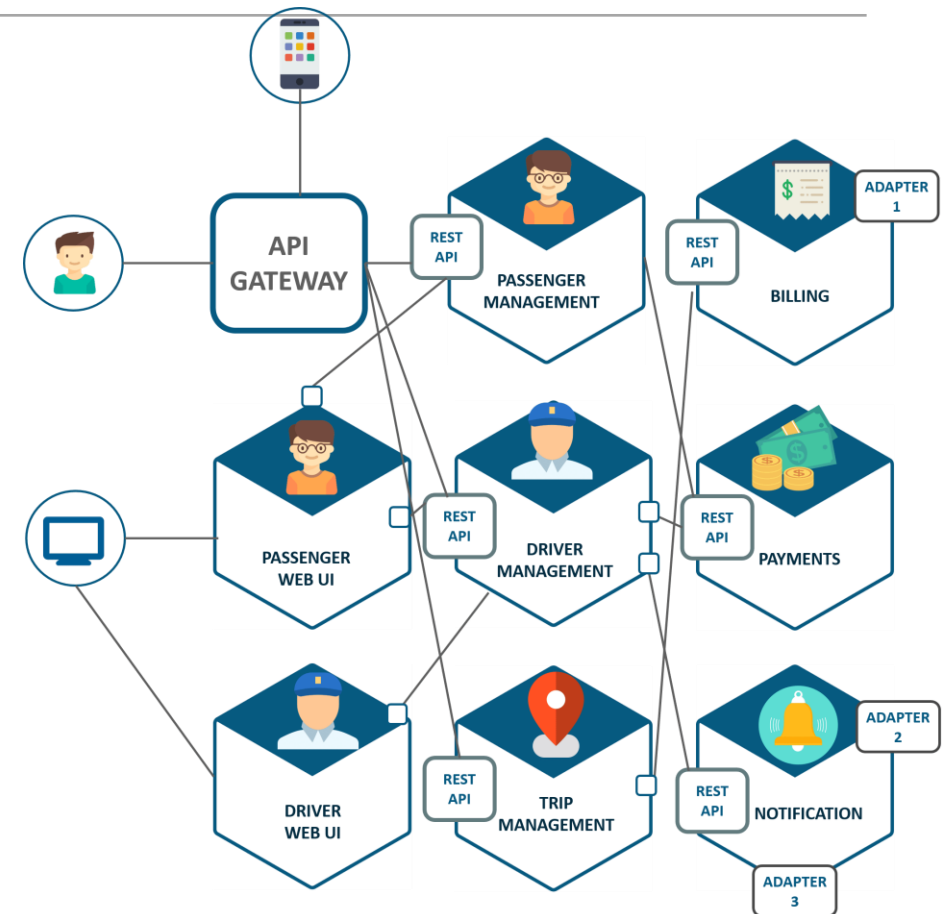 API
GATEWAY
REST
API
PASSENGER
MANAGEMENT
REST
API
$
BILLING
ADAPTER
1
PASSENGER
WEB UI
REST
API
DRIVER
MANAGEMENT
REST
API
$
$
$
PAYMENTS
DRIVER
WEB UI
REST
API
TRIP
MANAGEMENT
REST
API
NOTIFICATION
ADAPTER
2
ADAPTER
3